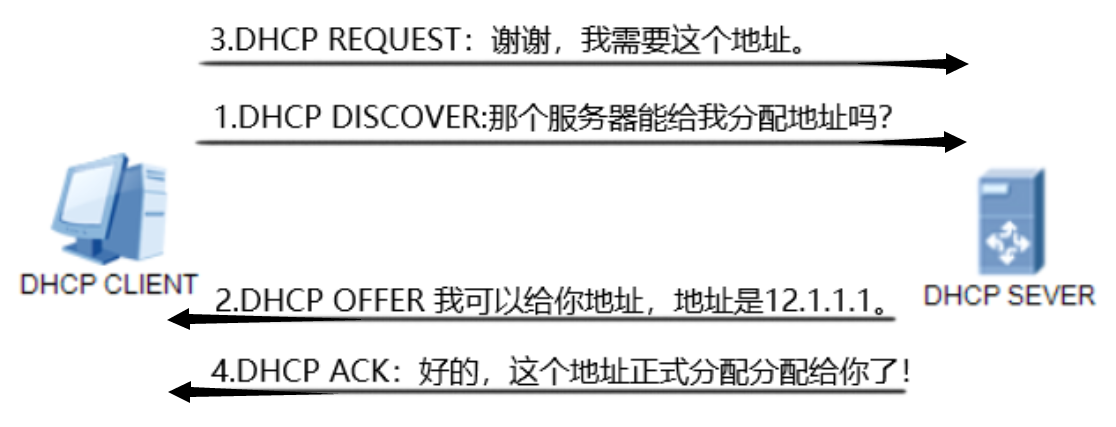 3.DHCP REQUEST：谢谢，我需要这个地址。
1.DHCP DISCOVER:那个服务器能给我分配地址吗？
DHCP CLIENT
DHCP SEVER
2.DHCP OFFER 我可以给你地址，地址是12.1.1.1。
4.DHCP ACK：好的，这个地址正式分配分配给你了！